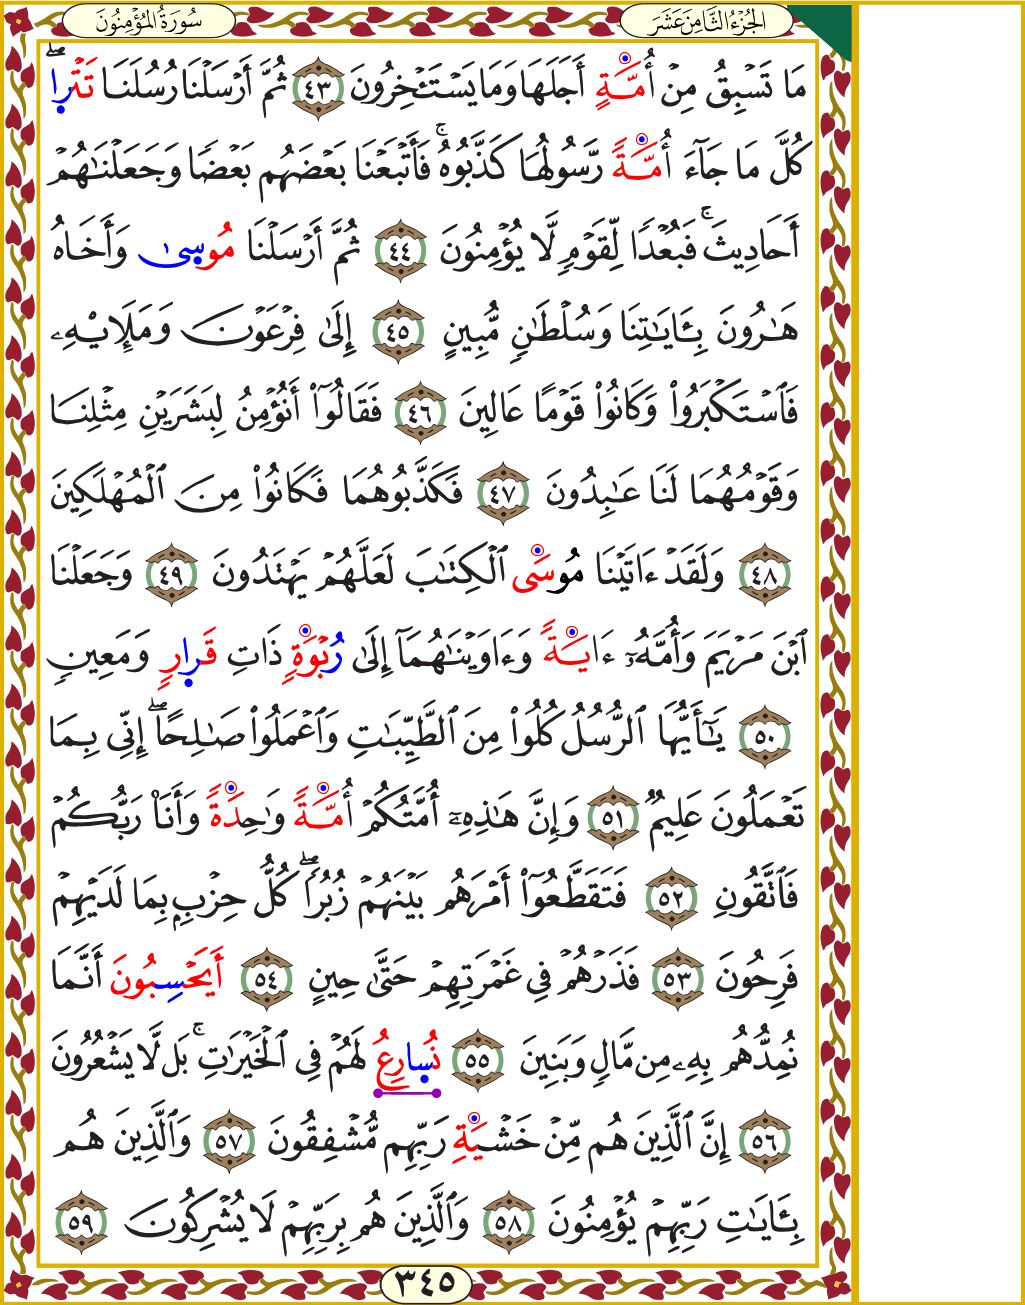 الجُزْءُ الثَّامِنَ عَشَرَ
سُورَةُ المُؤْمِنُونَ
مَا تَسْبِقُ مِنْ أُمَّةٍ أَجَلَهَا وَمَا يَسْتَـْٔخِرُونَ ٤٣ ثُمَّ أَرْسَلْنَا رُسُلَنَا تَتْرا ۖ
كُلَّ مَا جَآءَ أُمَّةً رَّسُولُهَا كَذَّبُوهُ ۚ فَأَتْبَعْنَا بَعْضَهُم بَعْضًا وَجَعَلْنَٰهُمْ
أَحَادِيثَ ۚ فَبُعْدًا لِّقَوْمٍ لَّا يُؤْمِنُونَ ٤٤ ثُمَّ أَرْسَلْنَا مُوسىٰ وَأَخَاهُ
هَٰرُونَ بِـَٔايَٰتِنَا وَسُلْطَٰنٍ مُّبِينٍ ٤٥ إِلَىٰ فِرْعَوْنَ وَمَلَإِيْهِۦ
فَٱسْتَكْبَرُوا۟ وَكَانُوا۟ قَوْمًا عَالِينَ ٤٦ فَقَالُوٓا۟ أَنُؤْمِنُ لِبَشَرَيْنِ مِثْلِنَا
وَقَوْمُهُمَا لَنَا عَٰبِدُونَ ٤٧ فَكَذَّبُوهُمَا فَكَانُوا۟ مِنَ ٱلْمُهْلَكِينَ
٤٨ وَلَقَدْ ءَاتَيْنَا مُوسَى ٱلْكِتَٰبَ لَعَلَّهُمْ يَهْتَدُونَ ٤٩ وَجَعَلْنَا
ٱبْنَ مَرْيَمَ وَأُمَّهُۥٓ ءَايَةً وَءَاوَيْنَٰهُمَآ إِلَىٰ رُبْوَةٍ ذَاتِ قَرارٍ وَمَعِينٍ
٥٠ يَٰٓأَيُّهَا ٱلرُّسُلُ كُلُوا۟ مِنَ ٱلطَّيِّبَٰتِ وَٱعْمَلُوا۟ صَٰلِحًا ۖ إِنِّى بِمَا
تَعْمَلُونَ عَلِيمٌ ٥١ وَإِنَّ هَٰذِهِۦٓ أُمَّتُكُمْ أُمَّةً وَٰحِدَةً وَأَنَا۠ رَبُّكُمْ
فَٱتَّقُونِ ٥٢ فَتَقَطَّعُوٓا۟ أَمْرَهُم بَيْنَهُمْ زُبُرًا ۖ كُلُّ حِزْبٍۭ بِمَا لَدَيْهِمْ
فَرِحُونَ ٥٣ فَذَرْهُمْ فِى غَمْرَتِهِمْ حَتَّىٰ حِينٍ ٥٤ أَيَحْسِبُونَ أَنَّمَا
نُمِدُّهُم بِهِۦ مِن مَّالٍ وَبَنِينَ ٥٥ نُسارِعُ لَهُمْ فِى ٱلْخَيْرَٰتِ ۚ بَل لَّا يَشْعُرُونَ
٥٦ إِنَّ ٱلَّذِينَ هُم مِّنْ خَشْيَةِ رَبِّهِم مُّشْفِقُونَ ٥٧ وَٱلَّذِينَ هُم
بِـَٔايَٰتِ رَبِّهِمْ يُؤْمِنُونَ ٥٨ وَٱلَّذِينَ هُم بِرَبِّهِمْ لَا يُشْرِكُونَ ٥٩
٣٤٥